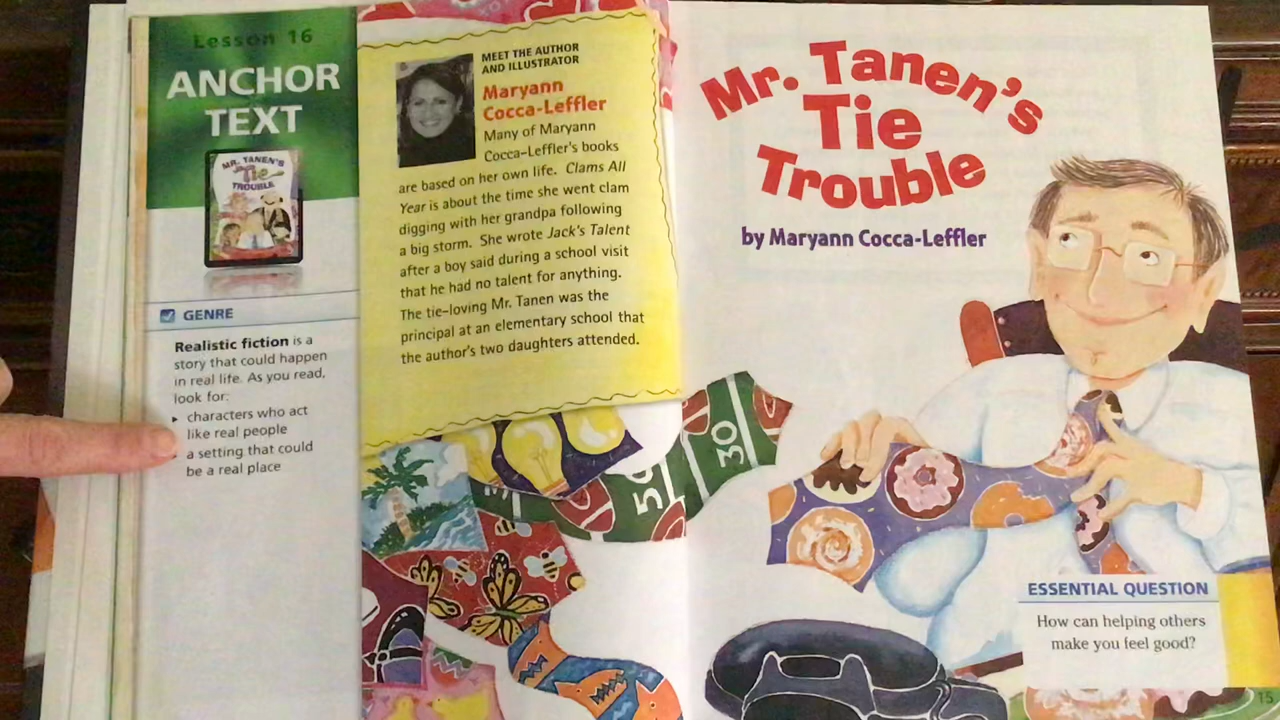 Lesson 16
ANCHOR
TEXT
MR. TANEN'S
Tie
TROUBLE
GENRE
Realistic fiction is a
story that could happen
in real life. As you read,
look for:
characters who act
like real people
a setting that could
be a real place
MEET THE AUTHOR
AND ILLUSTRATOR
Maryann
Cocca-Leffler
Many of Maryann
Cocca-Leffler's books
are based on her own life. Clams All
Year is about the time she went clam
digging with her grandpa following
a big storm. She wrote Jack's Talent
after a boy said during a school visit
that he had no talent for anything.
The tie-loving Mr. Tanen was the
principal at an elementary school that
the author's two daughters attended.
Mr. Tanen's
Tie
Trouble
by Maryann Cocca-Leffler
30
50
ESSENTIAL QUESTION
How can helping others
make you feel good?
15